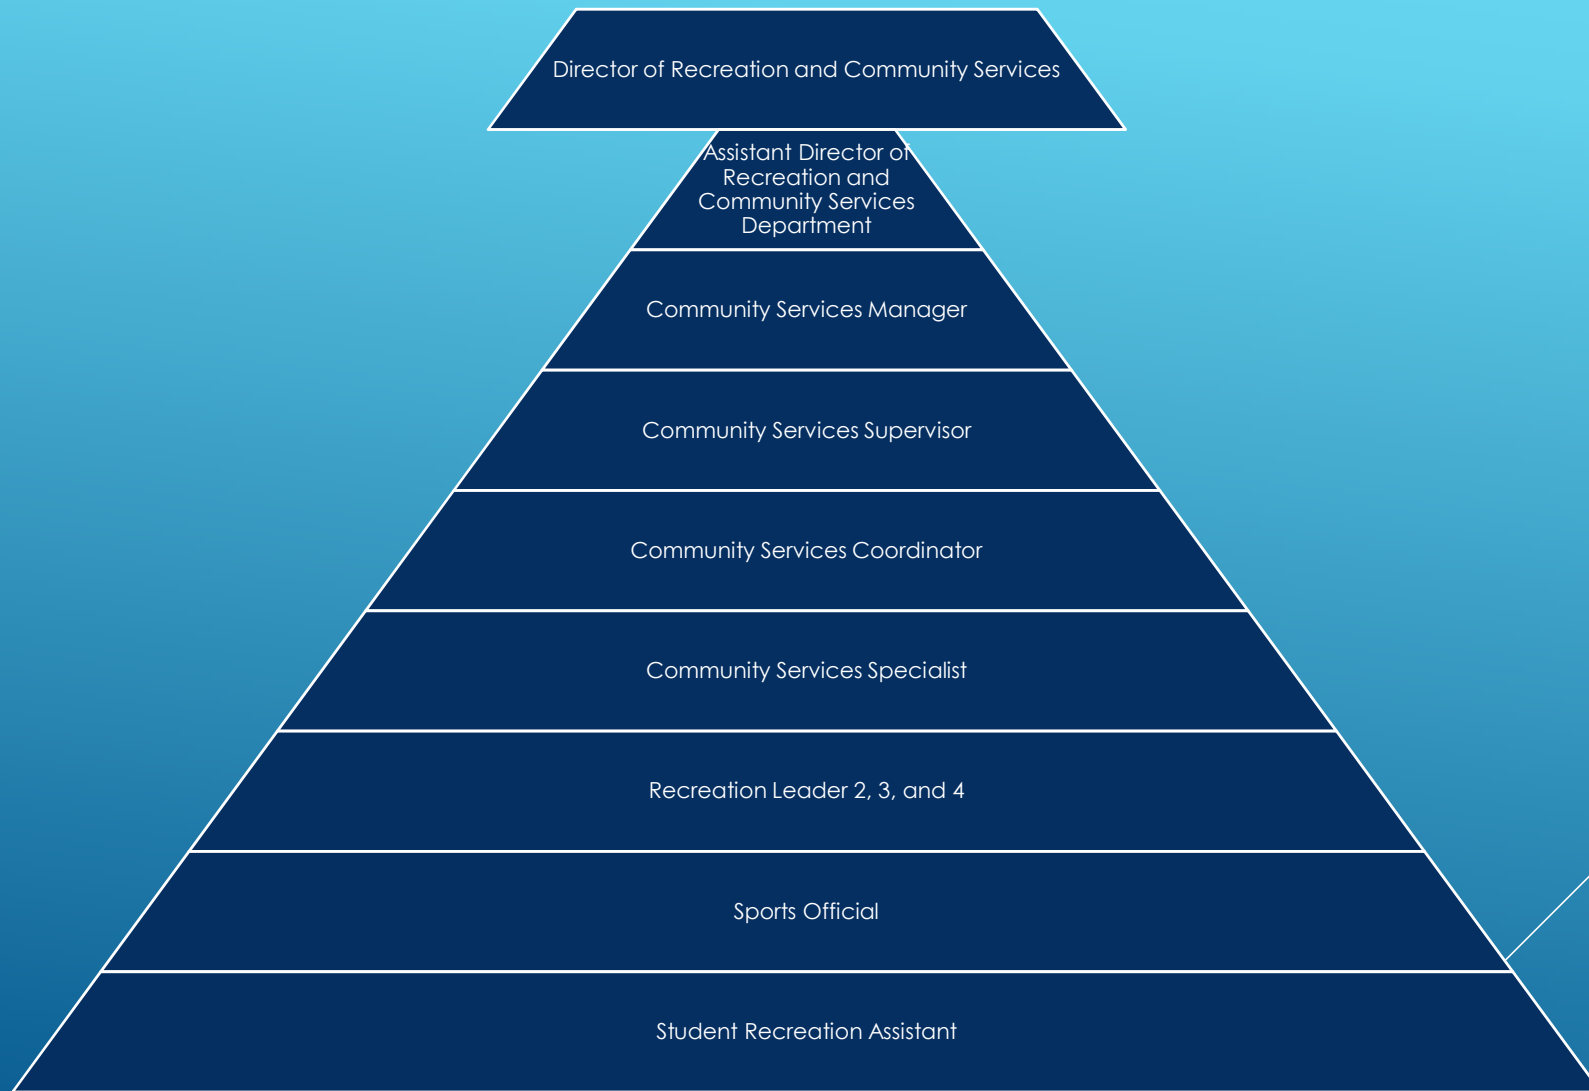 Director of Recreation and Community Services
Assistant Director of
Recreation and
Community Services
Department
Community Services Manager
Community Services Supervisor
Community Services Coordinator
Community Services Specialist
Recreation Leader 2, 3, and 4
Sports Official
Student Recreation Assistant